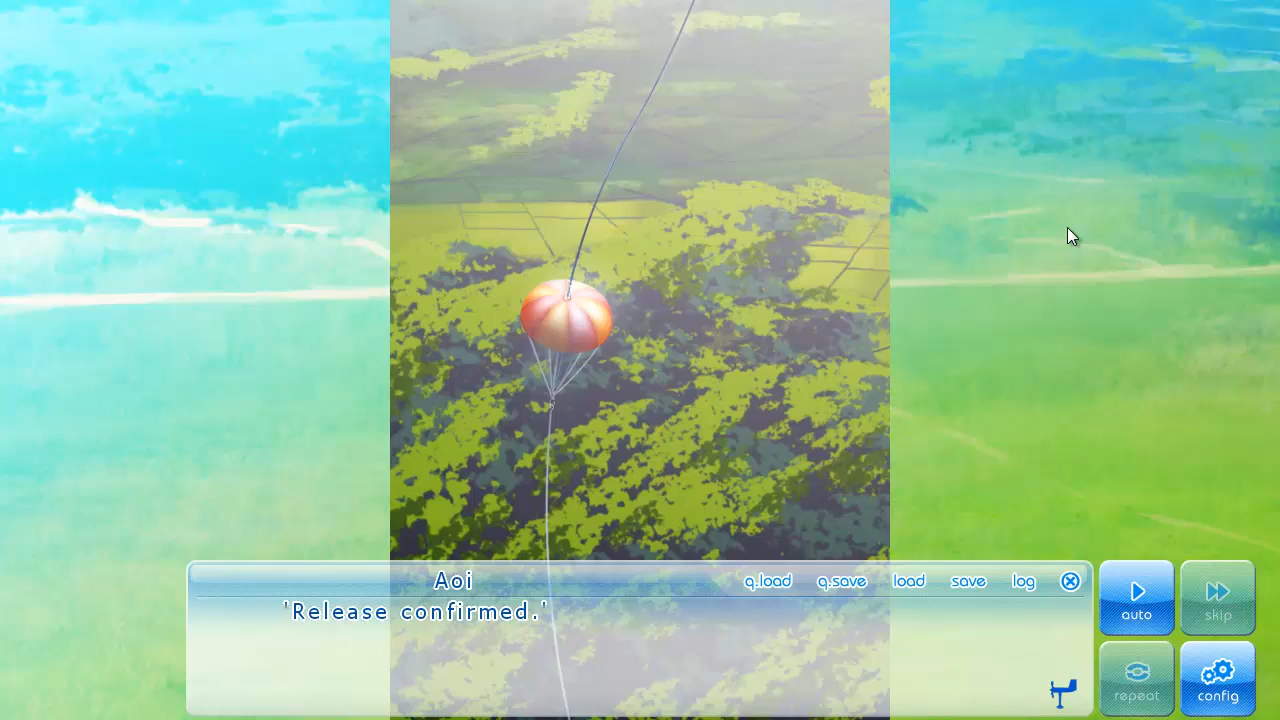 Aoi
q.load q.save load save log
'Release confirmed.'
auto
skip
repeat
config